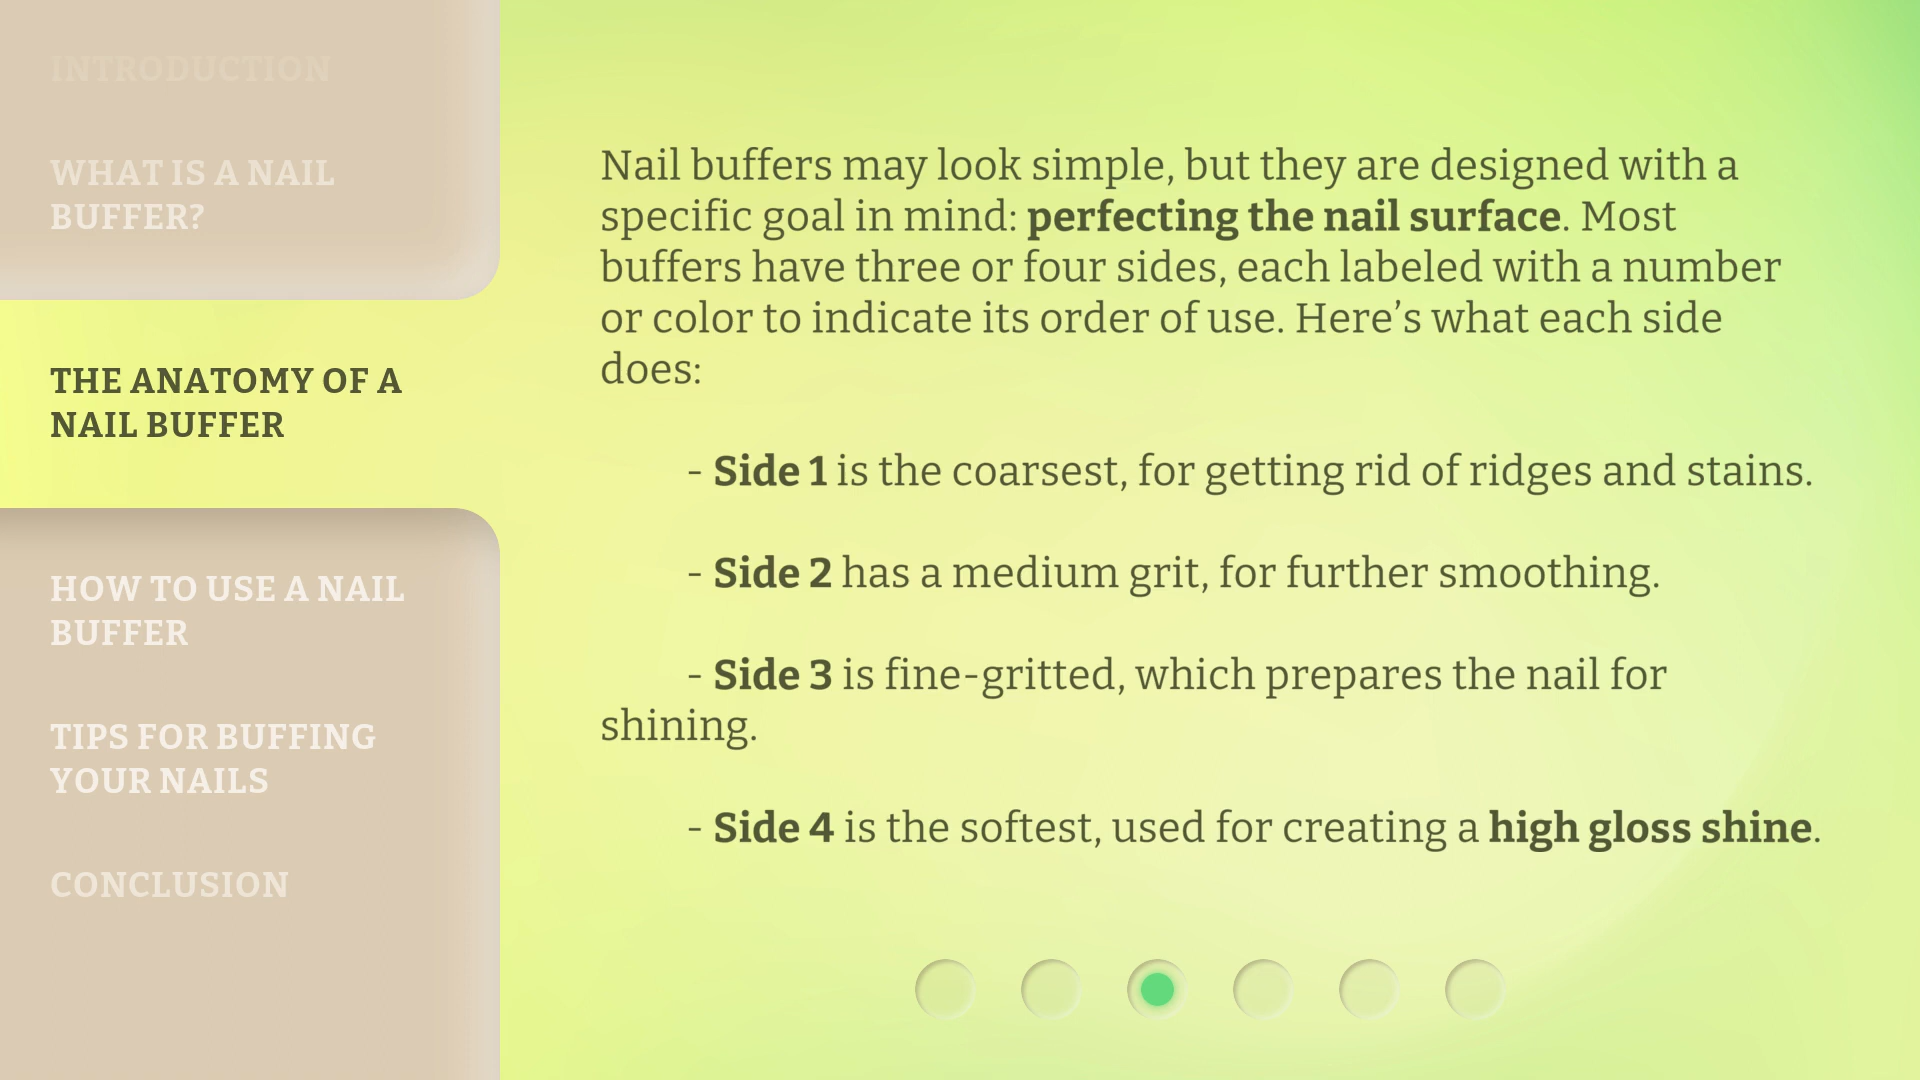 INTRODUCTION
WHAT IS A NAIL
BUFFER?
THE ANATOMY OF A
NAIL BUFFER
HOW TO USE A NAIL
BUFFER
TIPS FOR BUFFING
YOUR NAILS
CONCLUSION
Nail buffers may look simple, but they are designed with a
specific goal in mind: perfecting the nail surface. Most
buffers have three or four sides, each labeled with a number
or color to indicate its order of use. Here’s what each side
does:
- Side 1 is the coarsest, for getting rid of ridges and stains.
- Side 2 has a medium grit, for further smoothing.
- Side 3 is fine-gritted, which prepares the nail for
shining.
- Side 4 is the softest, used for creating a high gloss shine.